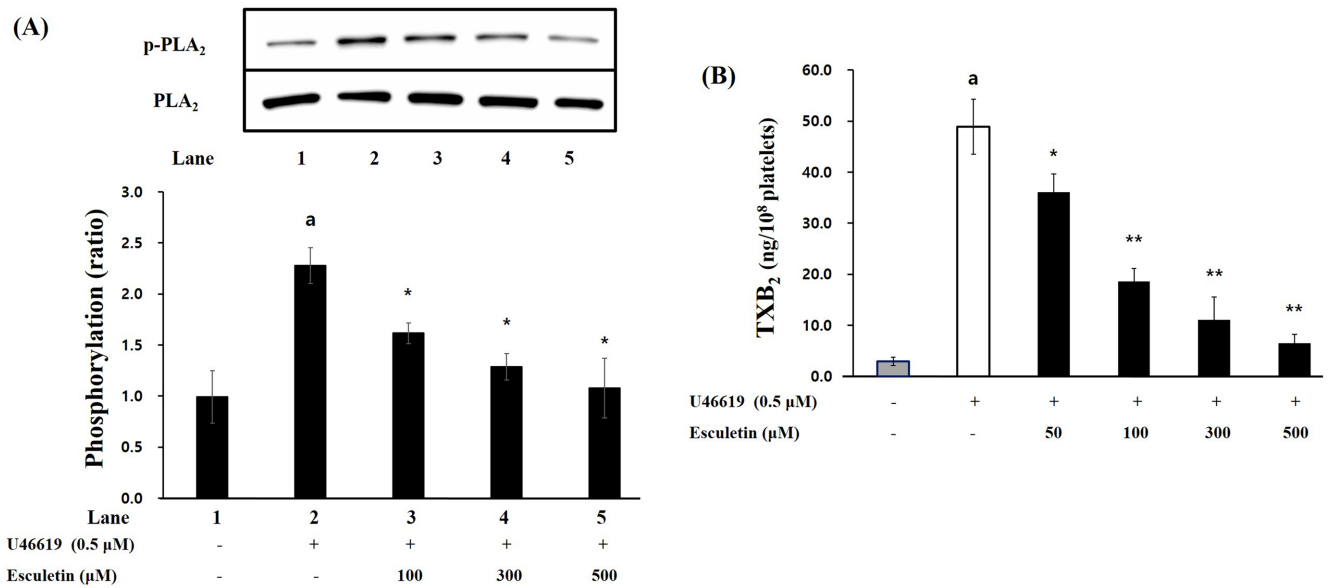 (A)
p-PLA₂
PLA₂
Lane 1 2 3 4 5
Phosphorylation (ratio)
3.0
2.5
2.0
1.5
1.0
0.5
0.0
a
*
*
*
Lane 1 2 3 4 5
U46619 (0.5 μM) - + + + +
Esculetin (μM) - - 100 300 500
(B)
TXB₂ (ng/10⁸ platelets)
60.0
50.0
40.0
30.0
20.0
10.0
0.0
a
*
**
**
**
U46619 (0.5 μM) - + + + + +
Esculetin (μM) - - 50 100 300 500